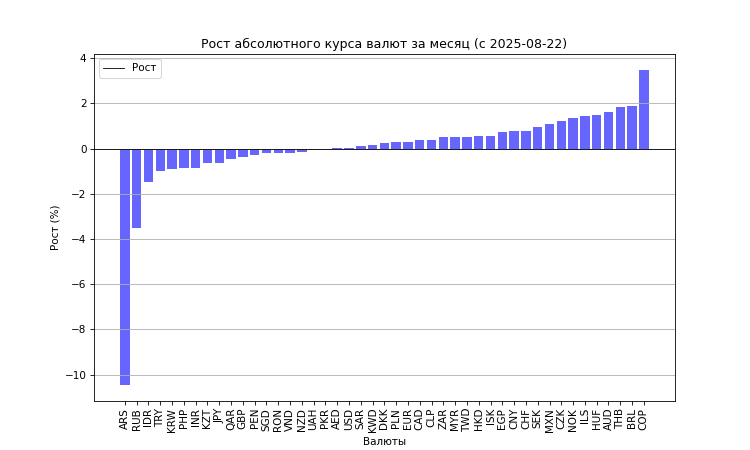 Рост абсолютного курса валют за месяц (с 2025-08-22)
Рост
4
2
0
−2
−4
−6
−8
−10
Рост (%)
ARS RUB IDR TRY KRW PHP INR KZT JPY QAR GBP PEN SGD RON VND NZD UAH PKR AED USD SAR KWD DKK PLN EUR CAD CLP ZAR MYR TWD HKD ISK EGP CNY CHF SEK MXN CZK NOK ILS HUF AUD THB BRL COP
Валюты